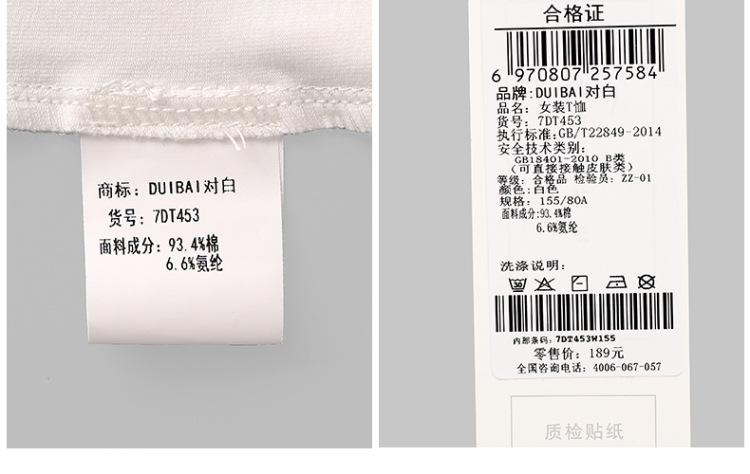 商标：DUIBAI对白
货号：7DT453
面料成分：93.4%棉
6.6%氨纶
合格证
6 970807 257584
品牌:DUIBAI对白
品名：女装T恤
货号：7DT453
执行标准:GB/T22849-2014
安全技术类别:
GB18401-2010 B类
(可直接接触皮肤类)
等级：合格品 检验员：ZZ-01
颜色:白色
规格：155/80A
面料成分:93.4%棉
6.6%氨纶
洗涤说明:
内部条码：7DT453W155
零售价：189元
全国咨询电话：4006-067-057
质检贴纸